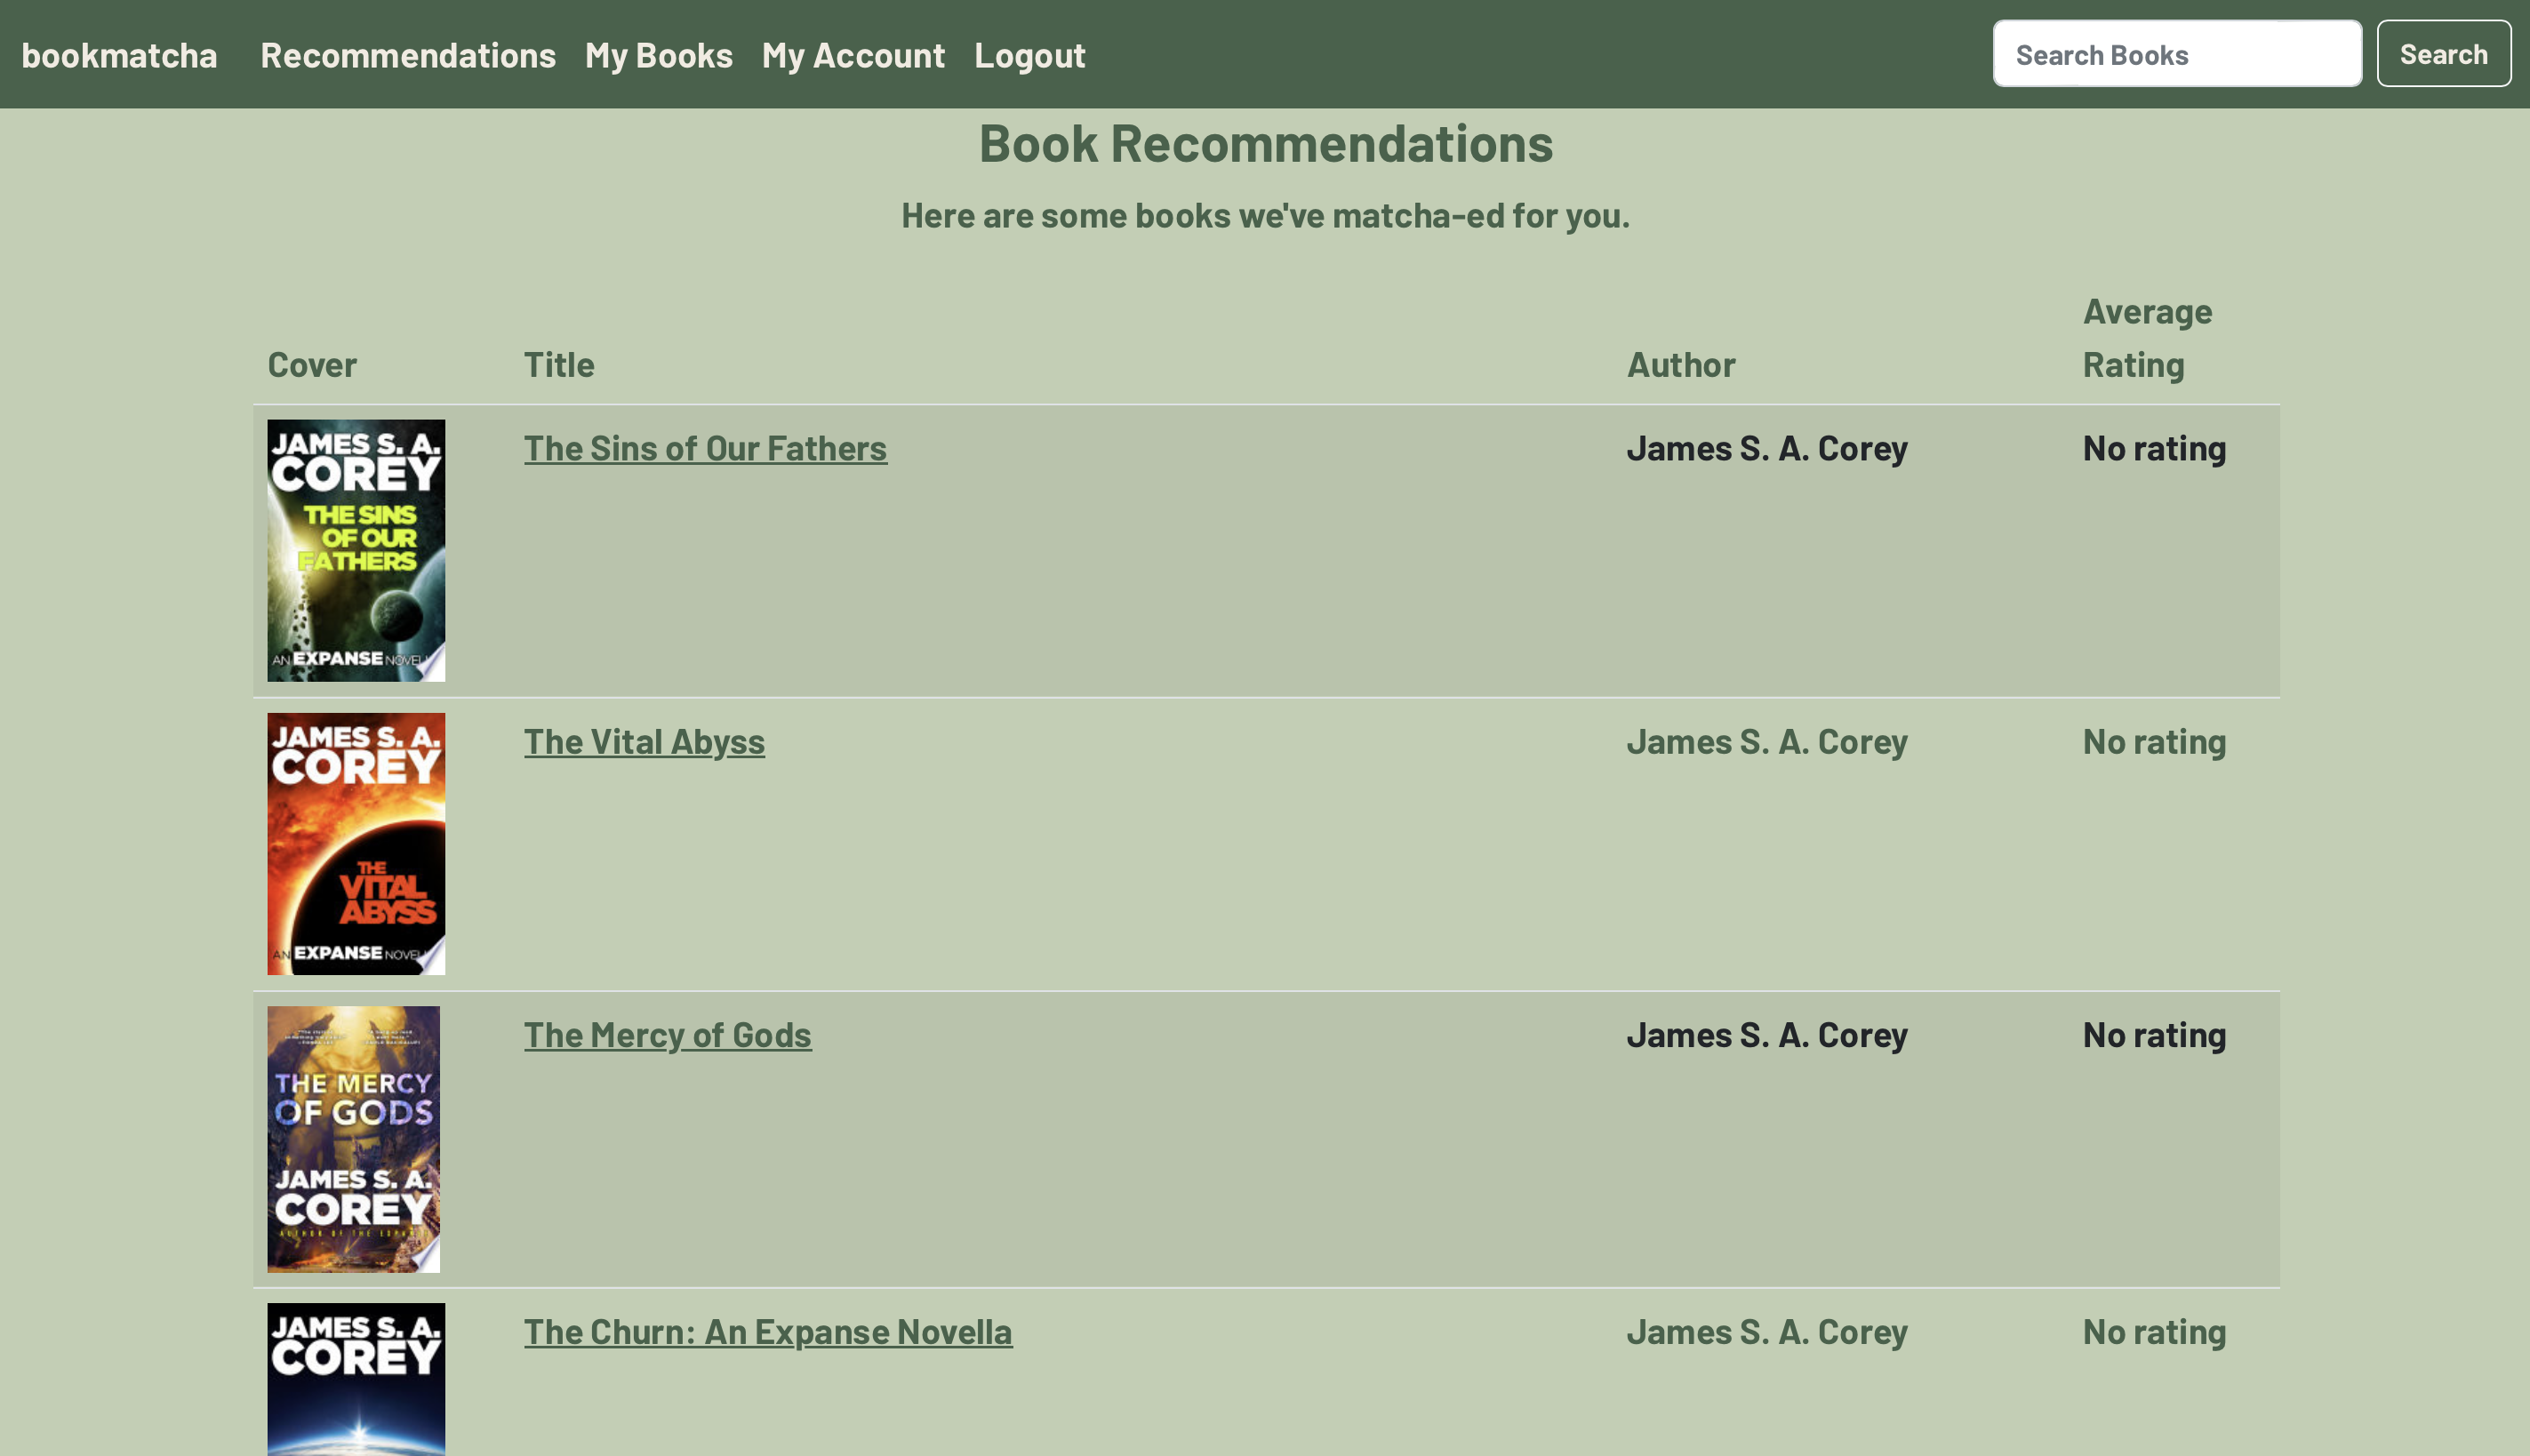 bookmatcha Recommendations My Books My Account Logout Search Books Search
Book Recommendations
Here are some books we've matcha-ed for you.
Cover Title Author Average Rating
JAMES S. A.
COREY
THE SINS
OF OUR
FATHERS
AN EXPANSE
The Sins of Our Fathers James S. A. Corey No rating
JAMES S. A.
COREY
THE
VITAL
ABYSS
AN EXPANSE
The Vital Abyss James S. A. Corey No rating
THE MERCY
OF GODS
JAMES S. A.
COREY
AUTHOR OF THE
The Mercy of Gods James S. A. Corey No rating
JAMES S. A.
COREY
The Churn: An Expanse Novella James S. A. Corey No rating